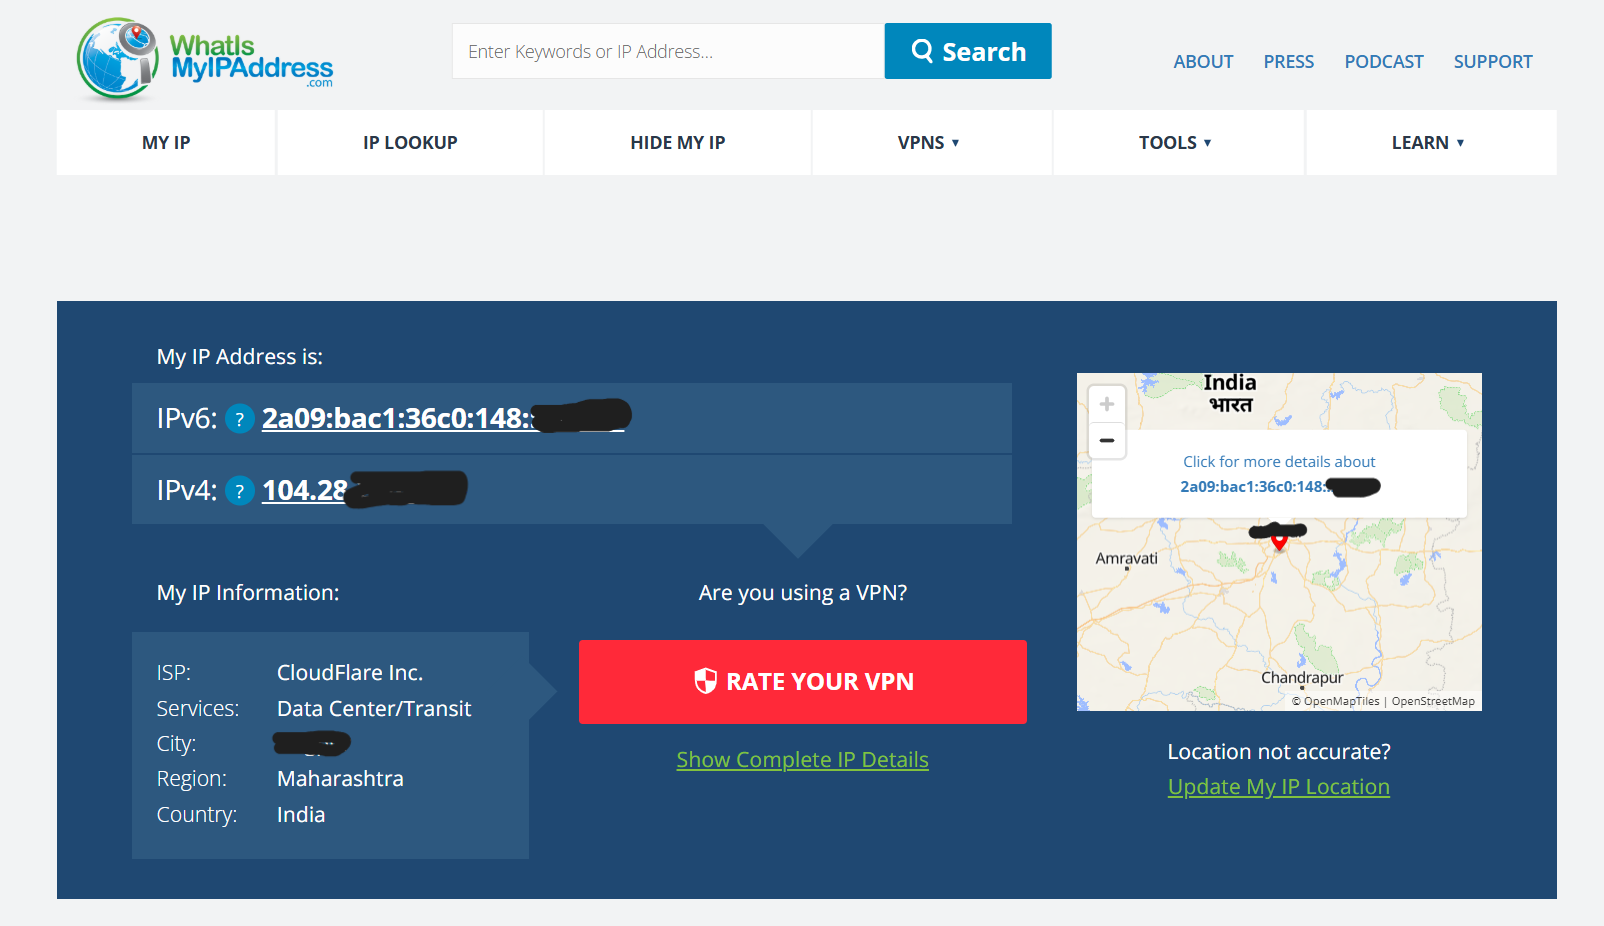 WhatIs
MyIPAddress
.com
Enter Keywords or IP Address...
Search
ABOUT PRESS PODCAST SUPPORT
MY IP IP LOOKUP HIDE MY IP VPNS ▼ TOOLS ▼ LEARN ▼
My IP Address is:
IPv6: ? 2a09:bac1:36c0:148:
IPv4: ? 104.28
My IP Information:
ISP: CloudFlare Inc.
Services: Data Center/Transit
City:
Region: Maharashtra
Country: India
Are you using a VPN?
RATE YOUR VPN
Show Complete IP Details
India
भारत
+
−
Click for more details about
2a09:bac1:36c0:148:
Amravati
Chandrapur
© OpenMapTiles | OpenStreetMap
Location not accurate?
Update My IP Location